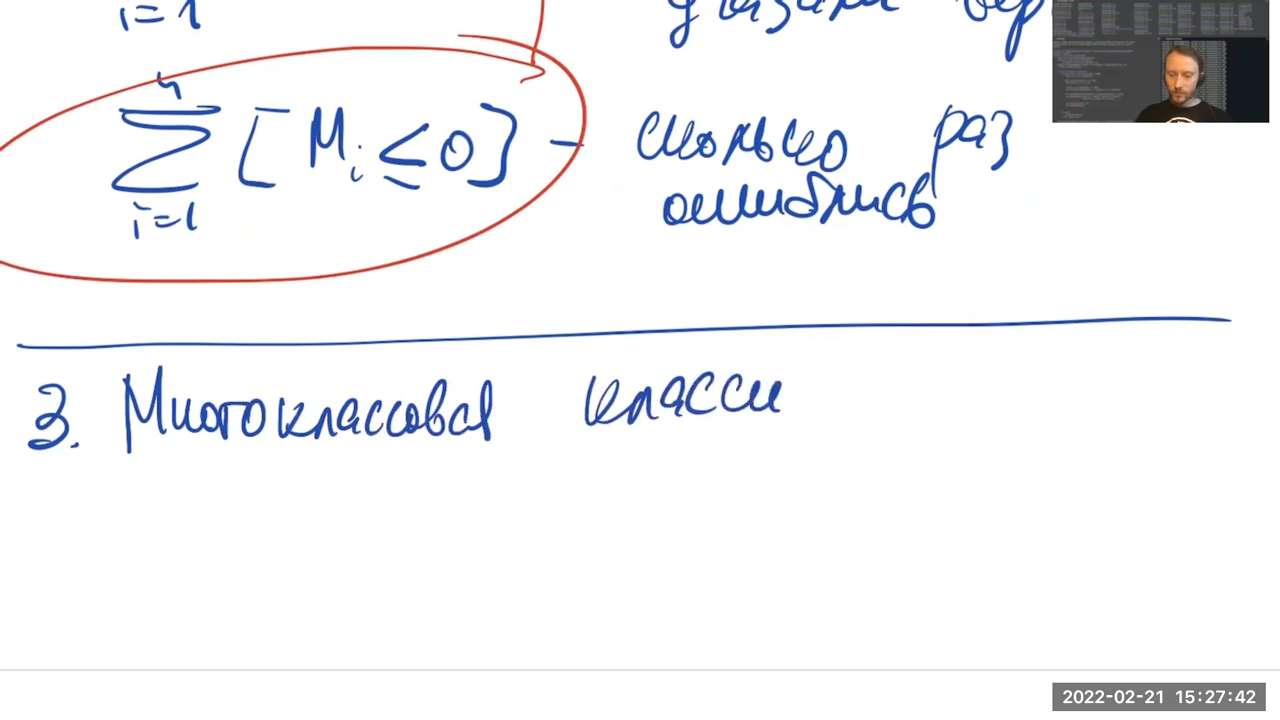 i=1
n
∑ [M_i ≤ 0] – сколько раз
i=1 ошиблись
3. Многоклассовая класси
2022-02-21 15:27:42